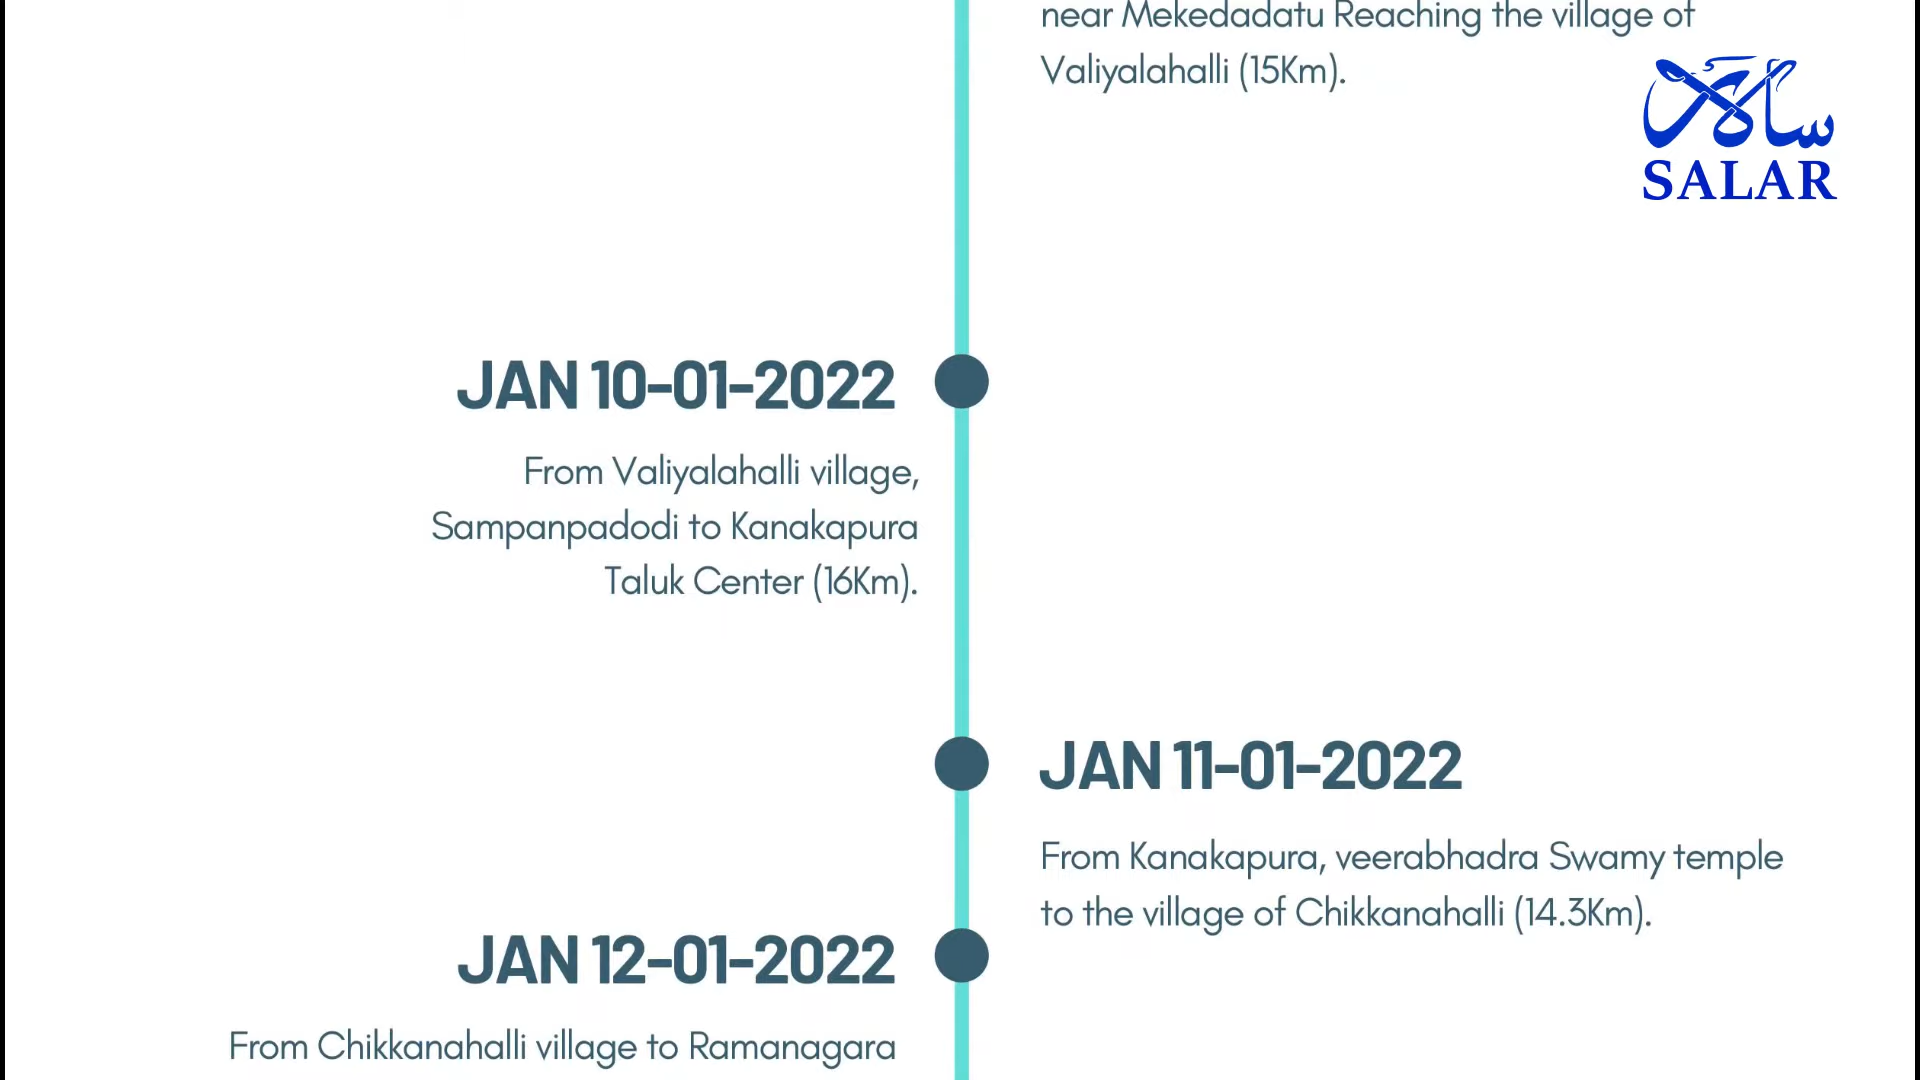 near Mekedadatu Reaching the village of
Valiyalahalli (15Km).
سالار
SALAR
JAN 10-01-2022
From Valiyalahalli village,
Sampanpadodi to Kanakapura
Taluk Center (16Km).
JAN 11-01-2022
From Kanakapura, veerabhadra Swamy temple
to the village of Chikkanahalli (14.3Km).
JAN 12-01-2022
From Chikkanahalli village to Ramanagara